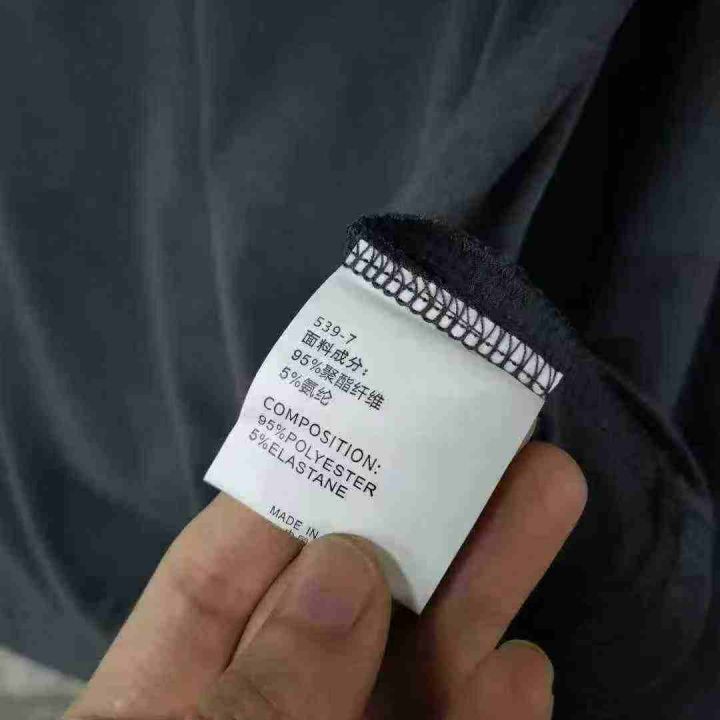 539-7
面料成分:
95%聚酯纤维
5%氨纶
COMPOSITION:
95%POLYESTER
5%ELASTANE
MADE IN